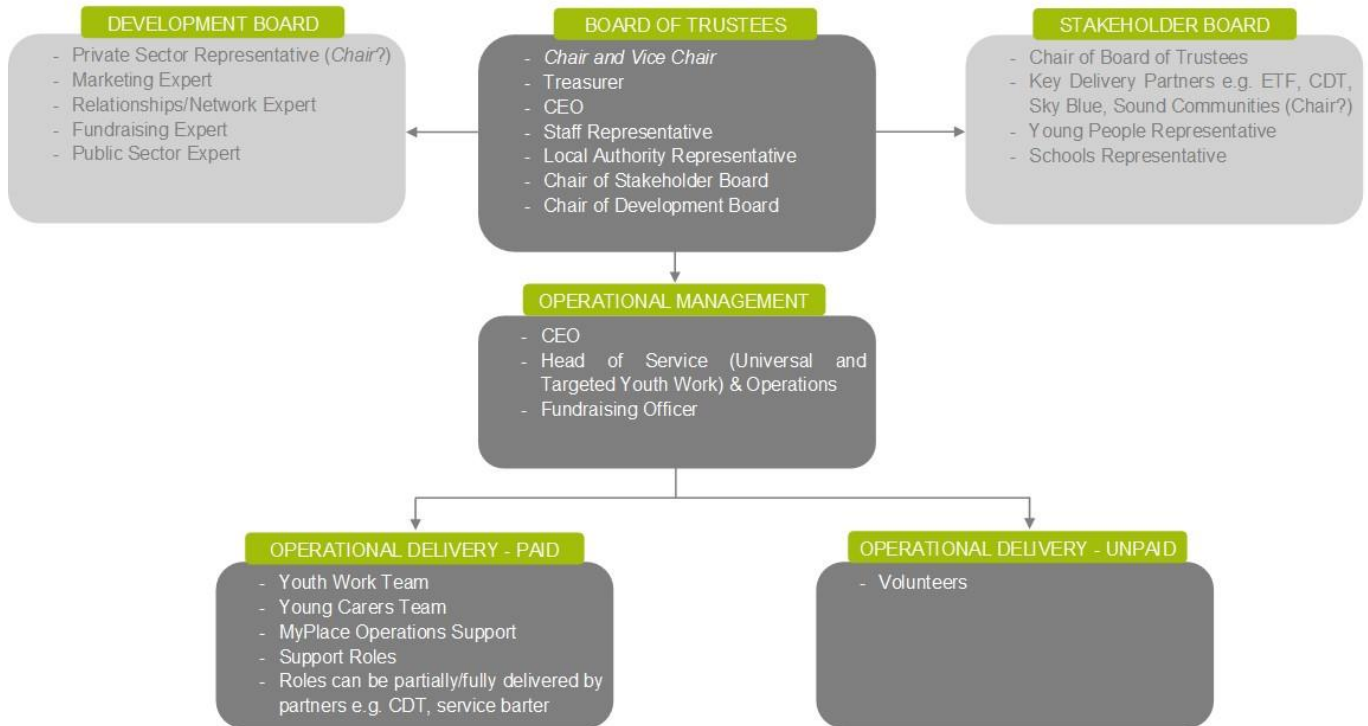 DEVELOPMENT BOARD
- Private Sector Representative (Chair?)
- Marketing Expert
- Relationships/Network Expert
- Fundraising Expert
- Public Sector Expert
BOARD OF TRUSTEES
- Chair and Vice Chair
- Treasurer
- CEO
- Staff Representative
- Local Authority Representative
- Chair of Stakeholder Board
- Chair of Development Board
STAKEHOLDER BOARD
- Chair of Board of Trustees
- Key Delivery Partners e.g. ETF, CDT,
Sky Blue, Sound Communities (Chair?)
- Young People Representative
- Schools Representative
OPERATIONAL MANAGEMENT
- CEO
- Head of Service (Universal and
Targeted Youth Work) & Operations
- Fundraising Officer
OPERATIONAL DELIVERY - PAID
- Youth Work Team
- Young Carers Team
- MyPlace Operations Support
- Support Roles
- Roles can be partially/fully delivered by
partners e.g. CDT, service barter
OPERATIONAL DELIVERY - UNPAID
- Volunteers